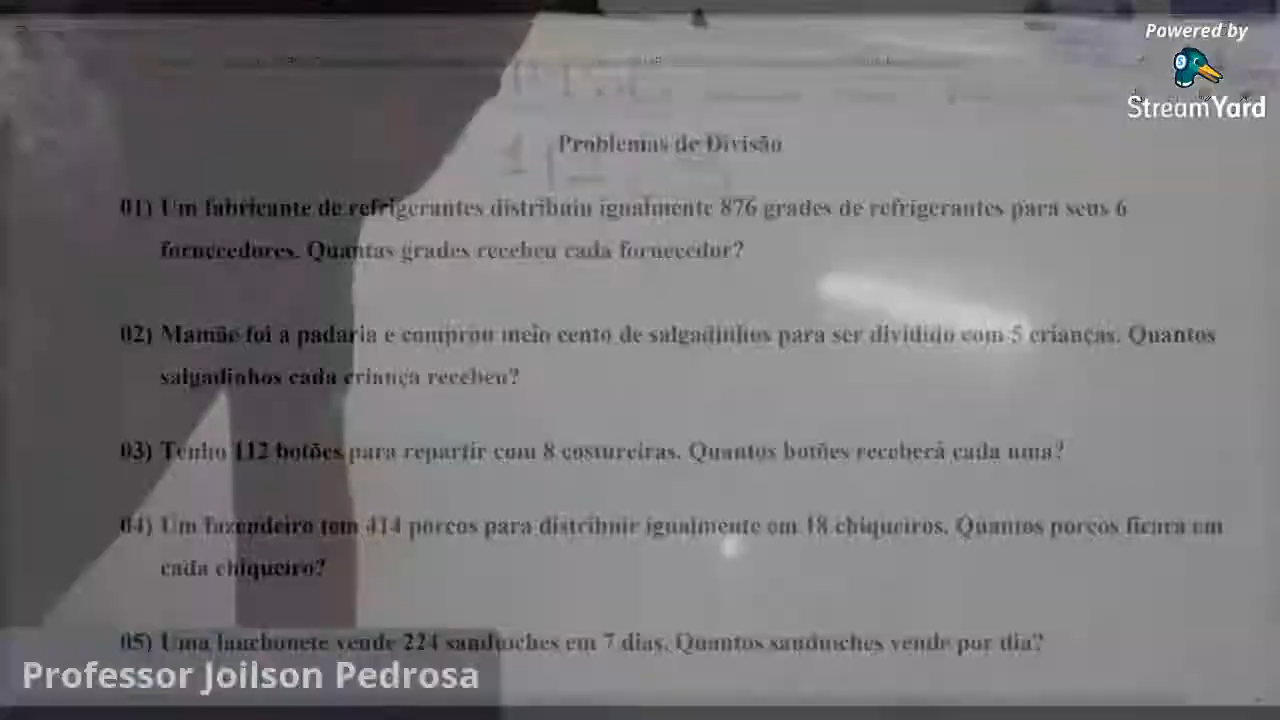 Powered by
StreamYard
Problemas de Divisão
01) Um fabricante de refrigerantes distribuiu igualmente 876 grades de refrigerantes para seus 6
fornecedores. Quantas grades recebeu cada fornecedor?
02) Mamãe foi a padaria e comprou meio cento de salgadinhos para ser dividido com 5 crianças. Quantos
salgadinhos cada criança recebeu?
03) Tenho 112 botões para repartir com 8 costureiras. Quantos botões receberá cada uma?
04) Um fazendeiro tem 414 porcos para distribuir igualmente em 18 chiqueiros. Quantos porcos ficara em
cada chiqueiro?
05) Uma lanchonete vende 224 sanduiches em 7 dias. Quantos sanduiches vende por dia?
Professor Joilson Pedrosa